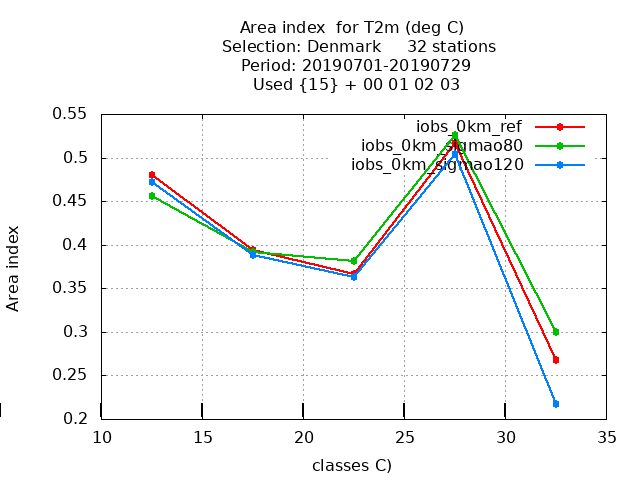 Area index  for T2m (deg C)
Selection: Denmark     32 stations
Period: 20190701-20190729
Used {15} + 00 01 02 03
0.55
0.5
0.45
0.4
0.35
0.3
0.25
0.2
10
15
20
25
30
35
Area index
classes C)
iobs_0km_ref
iobs_0km_sigmao80
iobs_0km_sigmao120